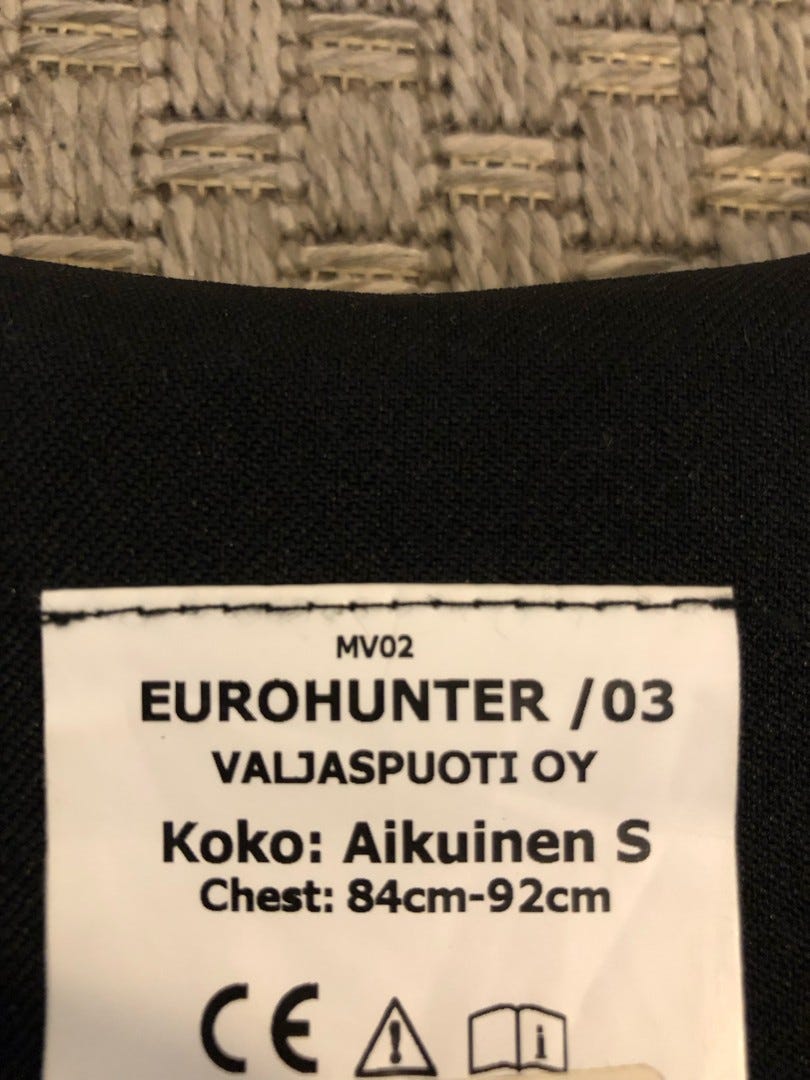 MV02
EUROHUNTER /03
VALJASPUOTI OY
Koko: Aikuinen S
Chest: 84cm-92cm
CE